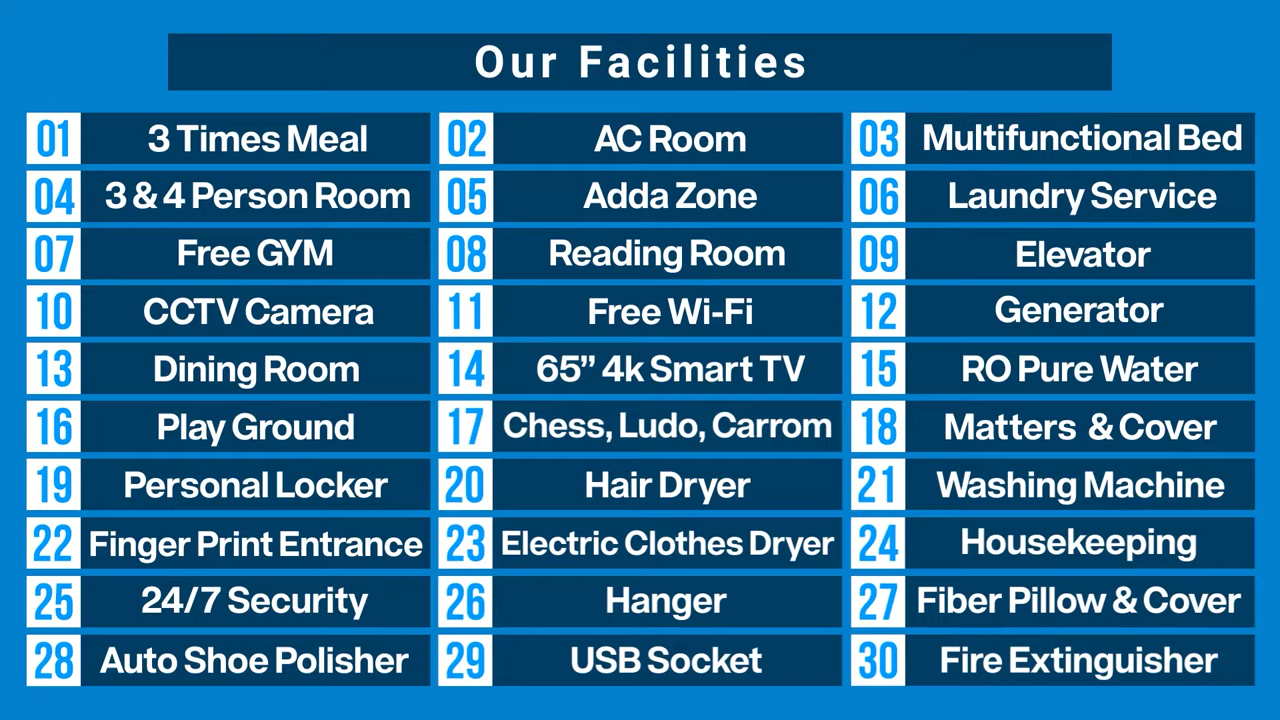 Our Facilities
01 3 Times Meal
02 AC Room
03 Multifunctional Bed
04 3 & 4 Person Room
05 Adda Zone
06 Laundry Service
07 Free GYM
08 Reading Room
09 Elevator
10 CCTV Camera
11 Free Wi-Fi
12 Generator
13 Dining Room
14 65” 4k Smart TV
15 RO Pure Water
16 Play Ground
17 Chess, Ludo, Carrom
18 Matters & Cover
19 Personal Locker
20 Hair Dryer
21 Washing Machine
22 Finger Print Entrance
23 Electric Clothes Dryer
24 Housekeeping
25 24/7 Security
26 Hanger
27 Fiber Pillow & Cover
28 Auto Shoe Polisher
29 USB Socket
30 Fire Extinguisher